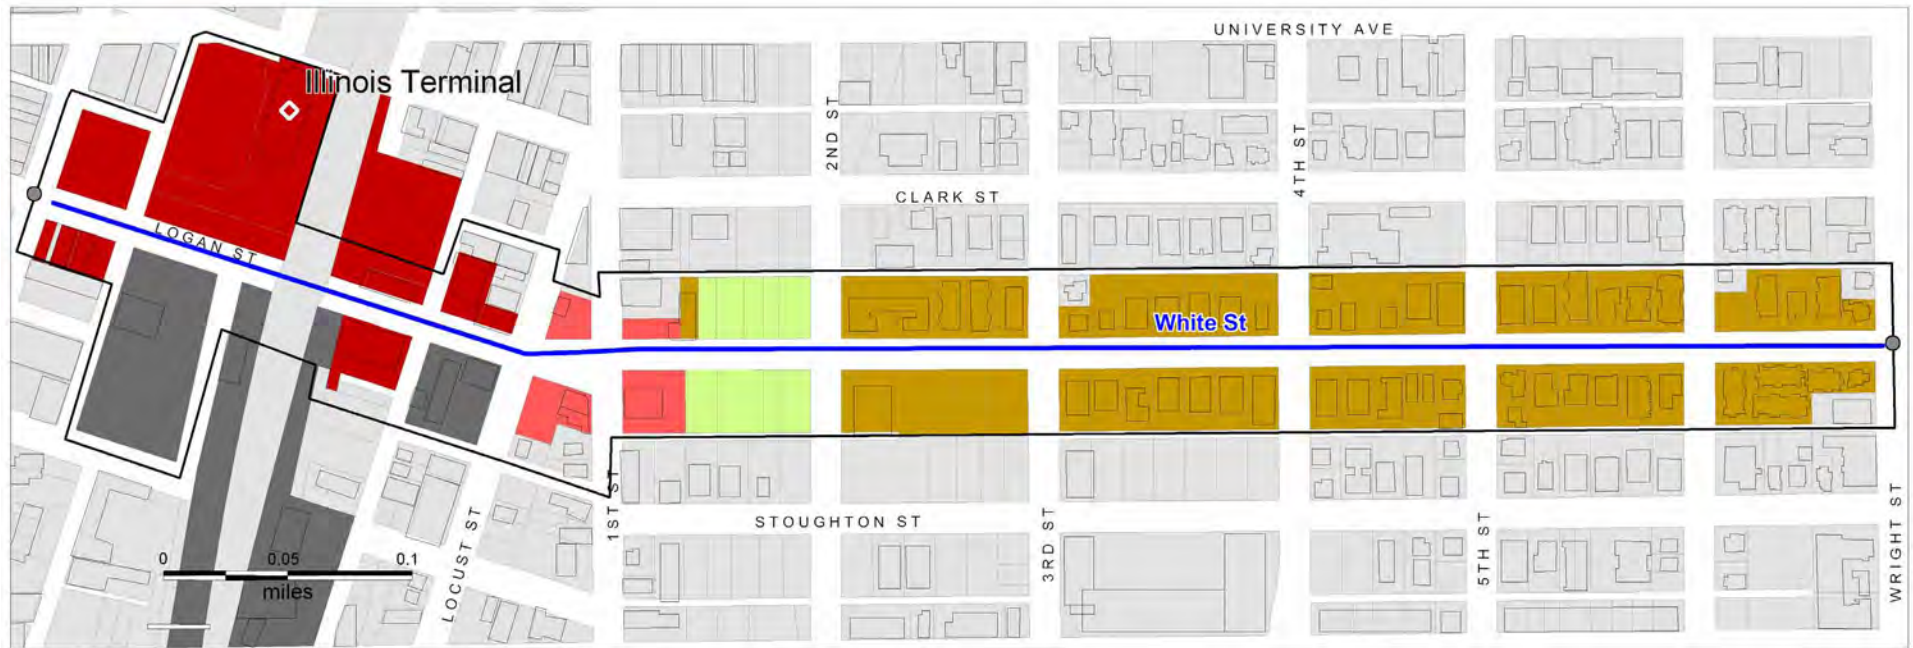 UNIVERSITY AVE
Illinois Terminal
2ND ST
4TH ST
CLARK ST
LOGAN ST
White St
1ST ST
STOUGHTON ST
LOCUST ST
3RD ST
5TH ST
WRIGHT ST
0 0.05 0.1
miles